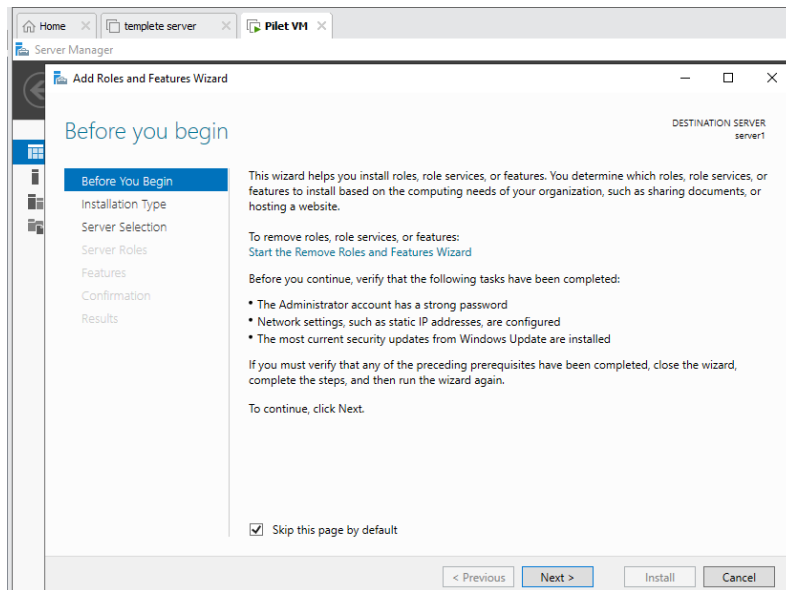 Home
templete server
Pilet VM
Server Manager
Add Roles and Features Wizard
Before you begin
DESTINATION SERVER
server1
Before You Begin
Installation Type
Server Selection
Server Roles
Features
Confirmation
Results
This wizard helps you install roles, role services, or features. You determine which roles, role services, or
features to install based on the computing needs of your organization, such as sharing documents, or
hosting a website.
To remove roles, role services, or features:
Start the Remove Roles and Features Wizard
Before you continue, verify that the following tasks have been completed:
• The Administrator account has a strong password
• Network settings, such as static IP addresses, are configured
• The most current security updates from Windows Update are installed
If you must verify that any of the preceding prerequisites have been completed, close the wizard,
complete the steps, and then run the wizard again.
To continue, click Next.
Skip this page by default
< Previous
Next >
Install
Cancel